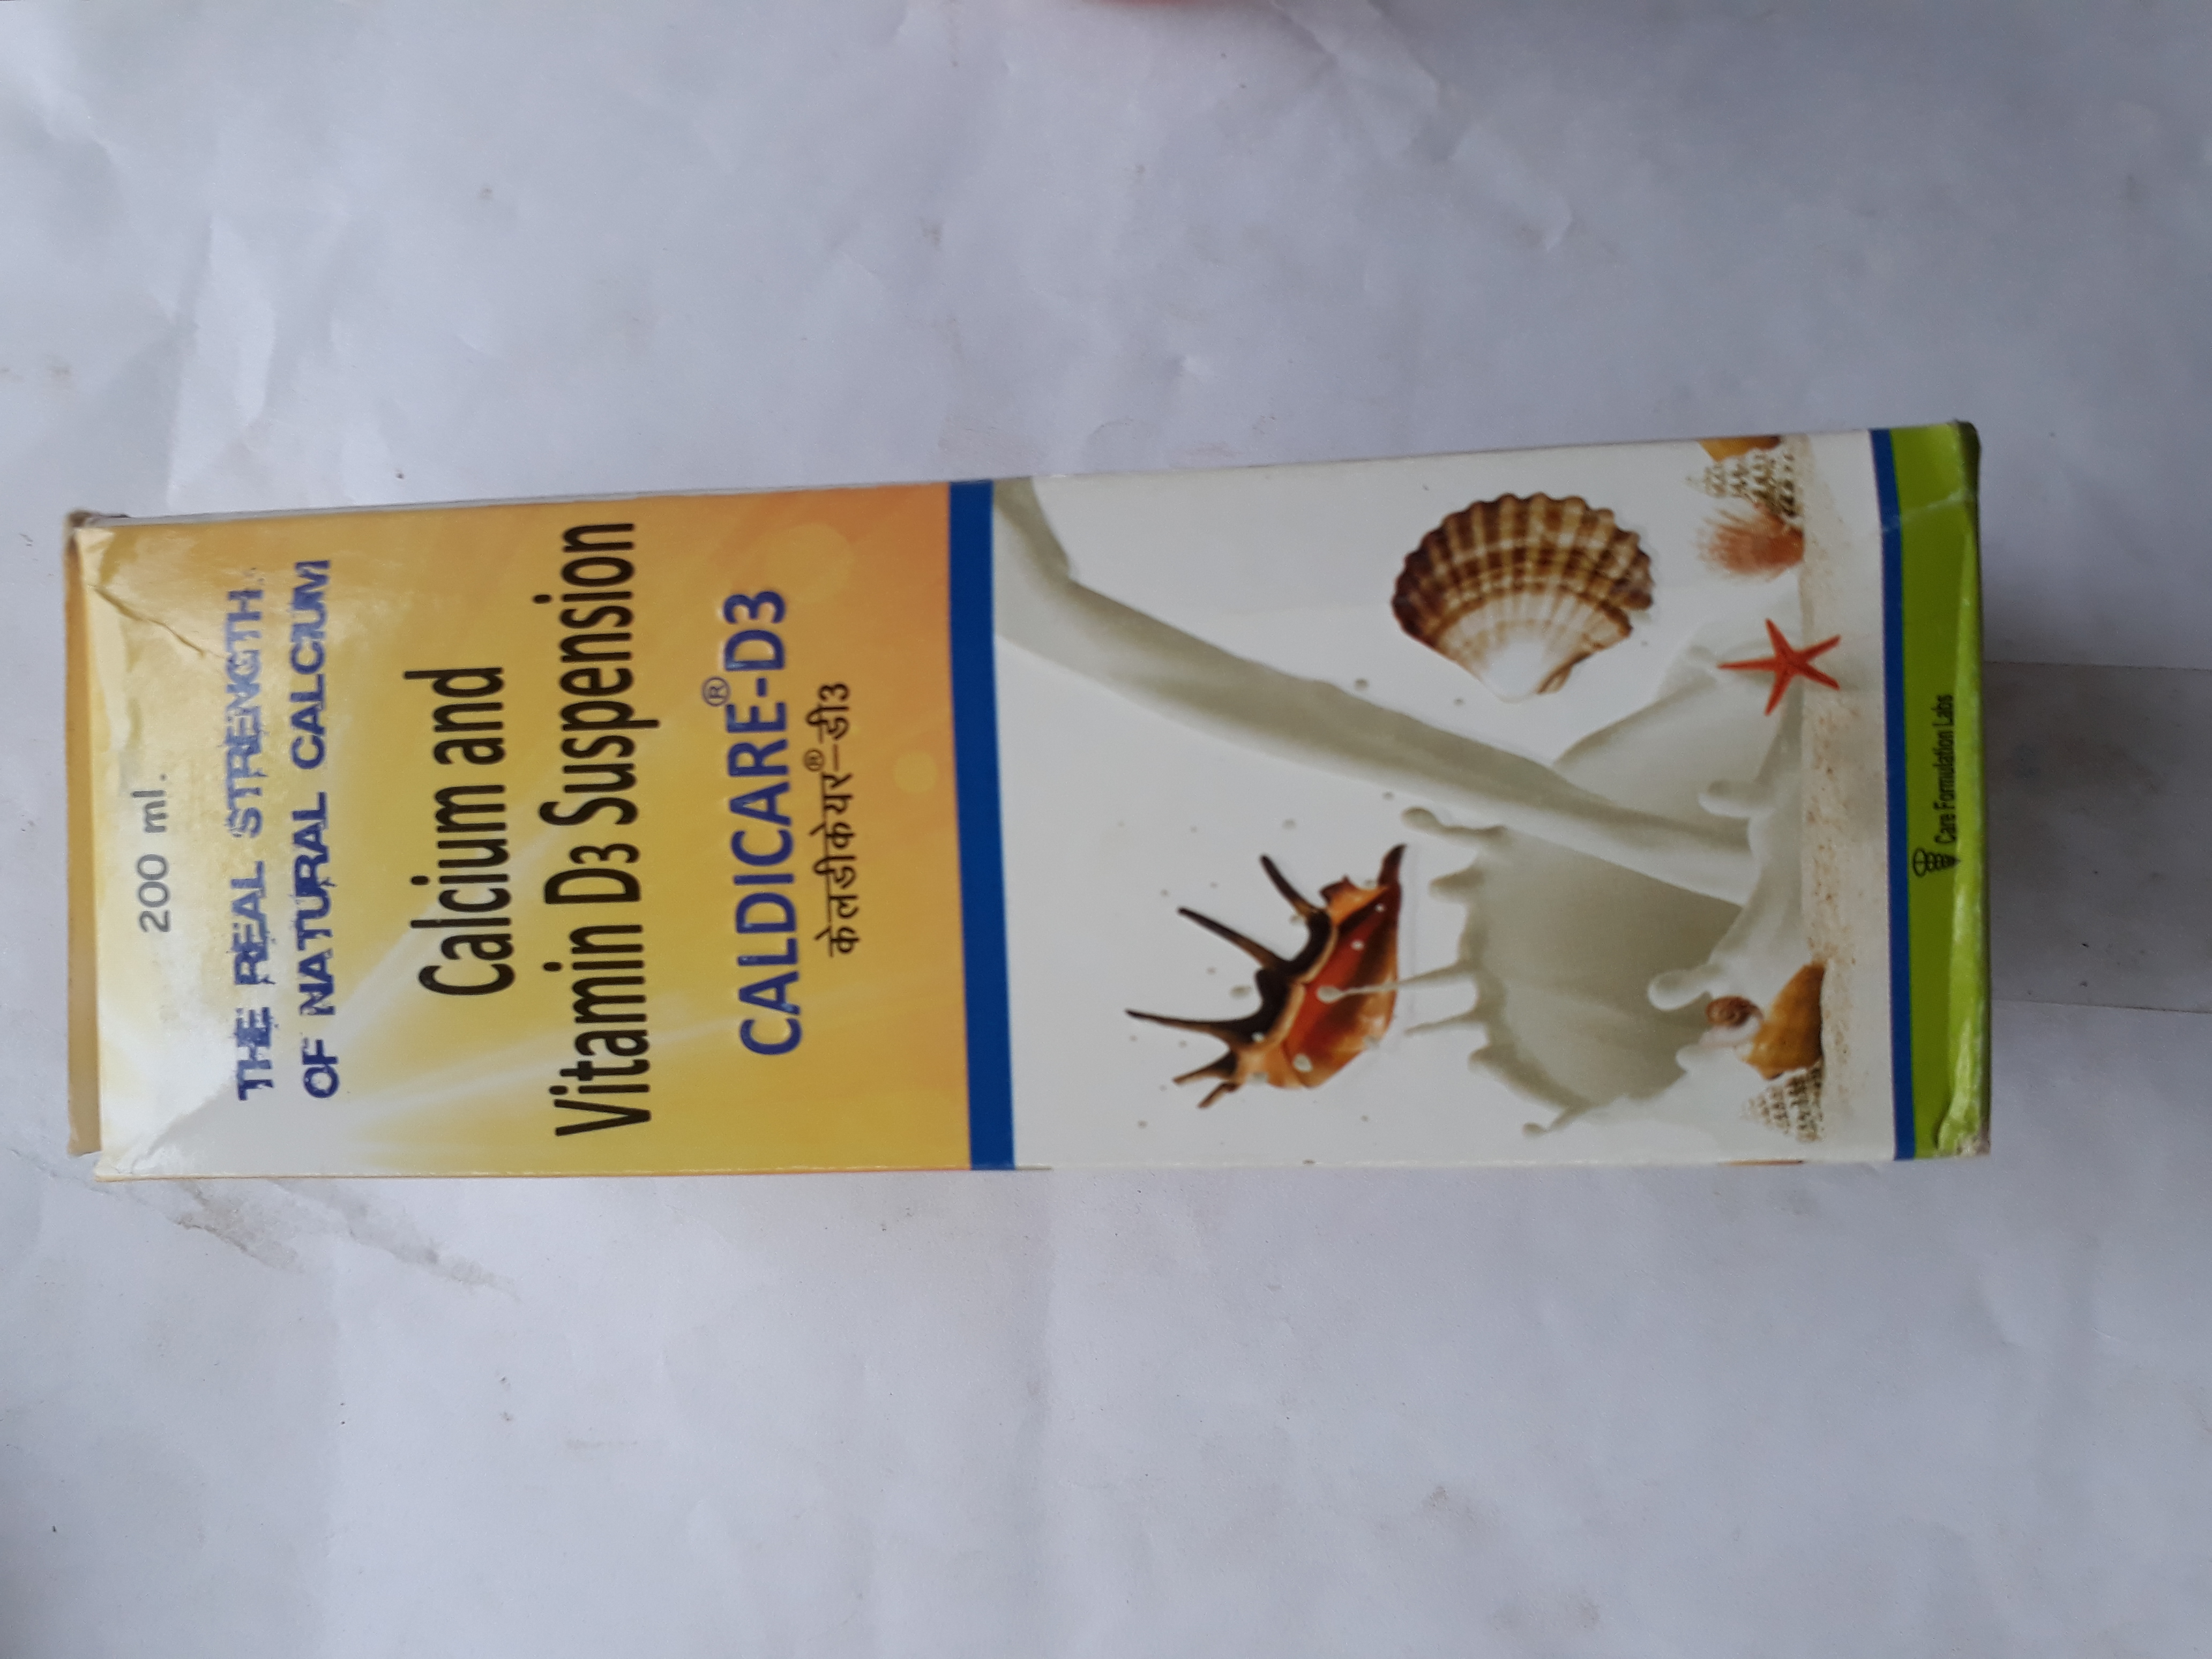 200 ml.
THE REAL STRENGTH
OF NATURAL CALCIUM
Calcium and
Vitamin D3 Suspension
CALDICARE®-D3
केलडीकेयर®-डी3
Care Formulation Labs